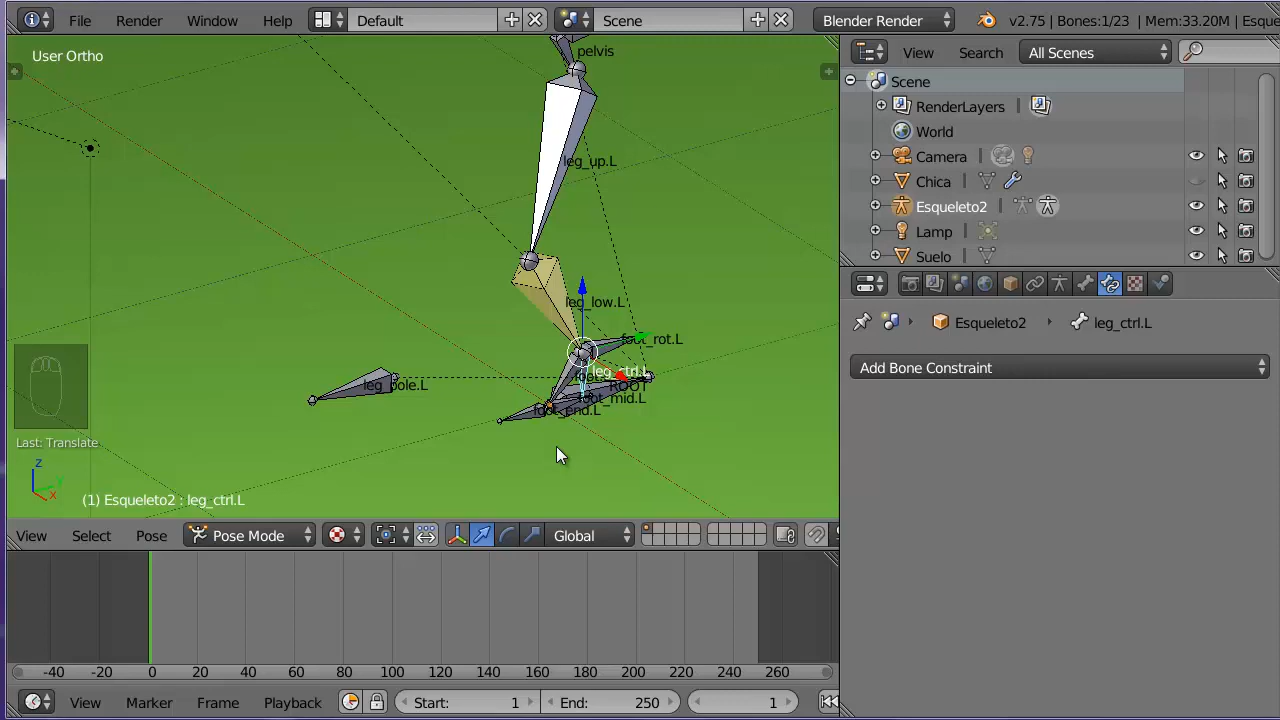 File Render Window Help Default Scene Blender Render v2.75 | Bones:1/23 | Mem:33.20M | Esque
User Ortho
View Search All Scenes
Scene
RenderLayers |
World
Camera |
Chica |
Esqueleto2 |
Lamp |
Suelo |
pelvis
leg_up.L
leg_low.L
foot_rot.L
leg_ctrl.L
leg_pole.L
ROOT
foot_mid.L
foot_end.L
Esqueleto2 leg_ctrl.L
Add Bone Constraint
Last: Translate
Z
Y
X
(1) Esqueleto2 : leg_ctrl.L
View Select Pose Pose Mode Global
-40 -20 0 20 40 60 80 100 120 140 160 180 200 220 240 260
View Marker Frame Playback Start: 1 End: 250 1